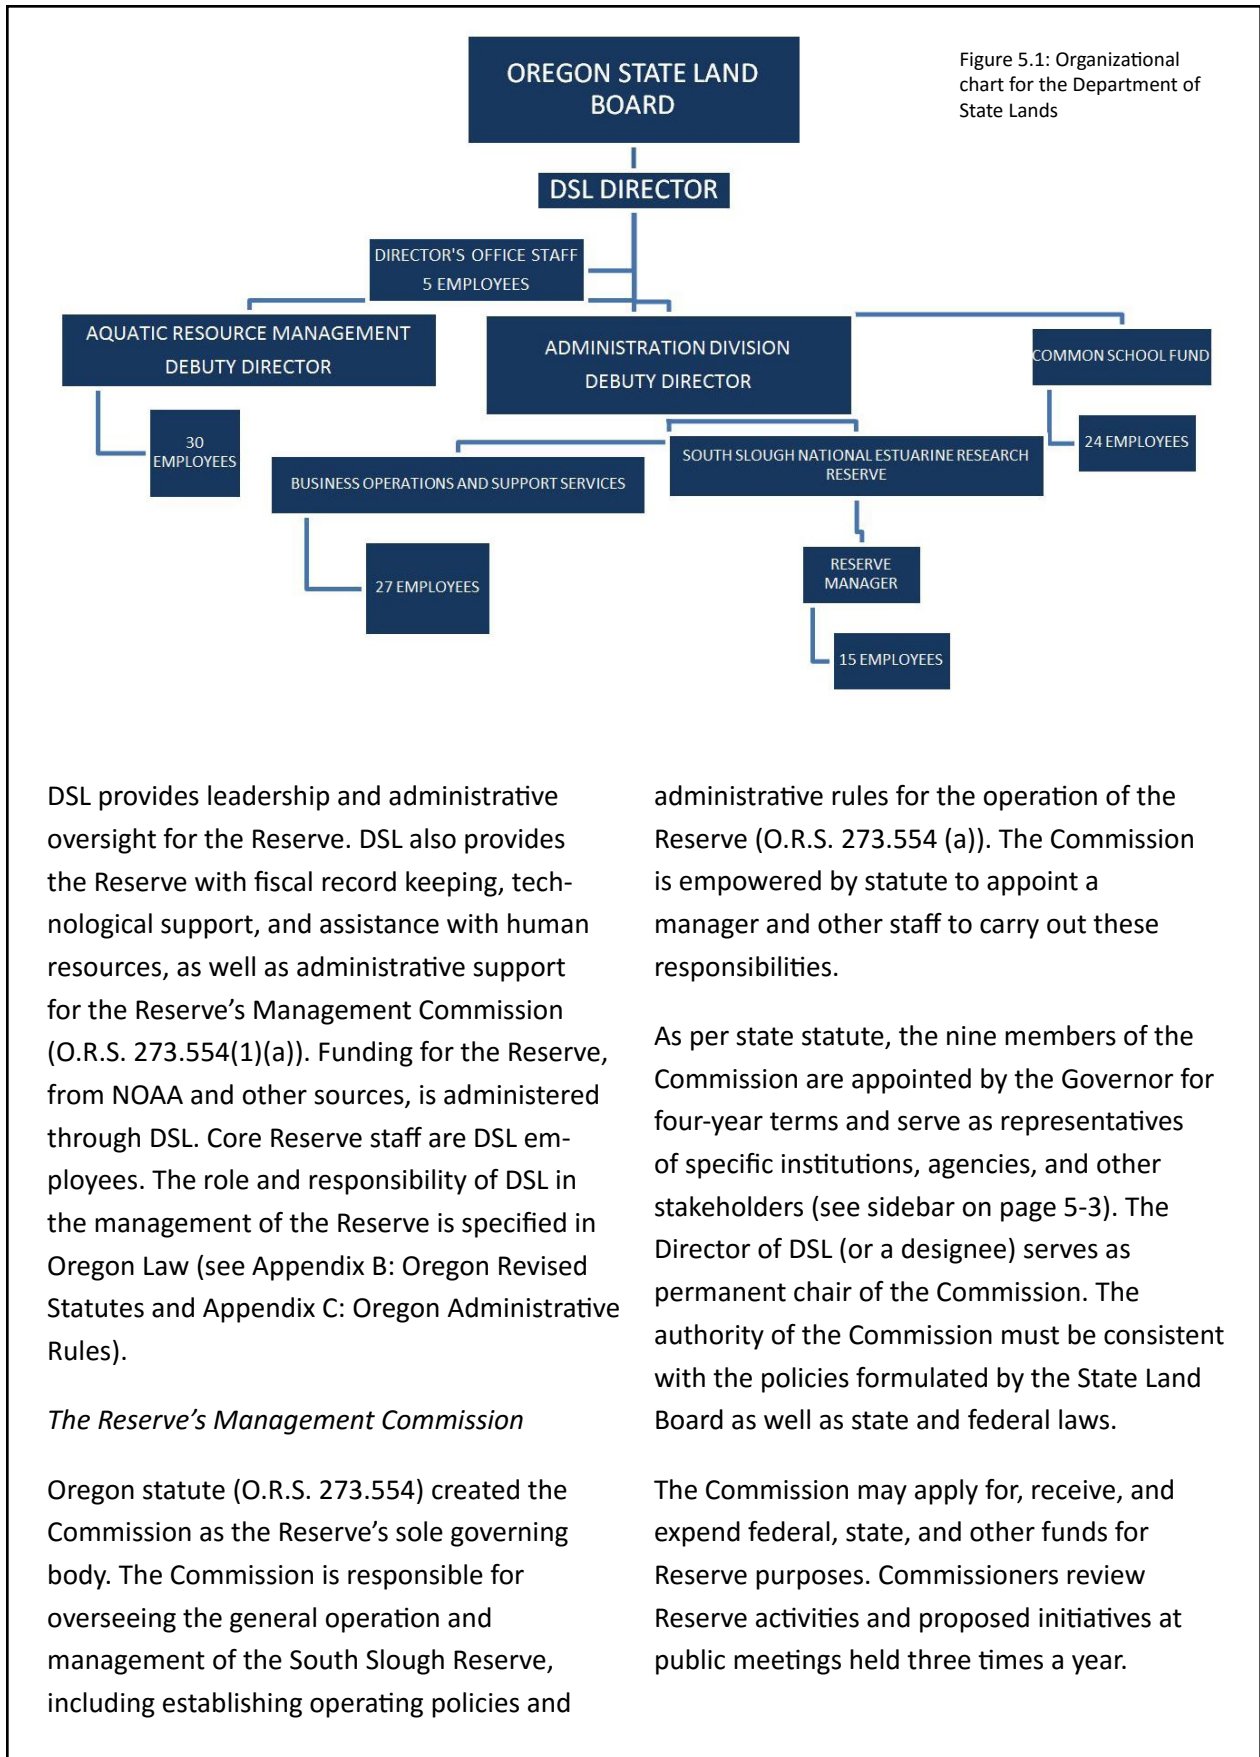 OREGON STATE LAND
BOARD
Figure 5.1: Organizational
chart for the Department of
State Lands
DSL DIRECTOR
DIRECTOR'S OFFICE STAFF
5 EMPLOYEES
AQUATIC RESOURCE MANAGEMENT
DEBUTY DIRECTOR
ADMINISTRATION DIVISION
DEBUTY DIRECTOR
COMMON SCHOOL FUND
30
EMPLOYEES
24 EMPLOYEES
BUSINESS OPERATIONS AND SUPPORT SERVICES
SOUTH SLOUGH NATIONAL ESTUARINE RESEARCH
RESERVE
27 EMPLOYEES
RESERVE
MANAGER
15 EMPLOYEES
DSL provides leadership and administrative
oversight for the Reserve. DSL also provides
the Reserve with fiscal record keeping, tech-
nological support, and assistance with human
resources, as well as administrative support
for the Reserve’s Management Commission
(O.R.S. 273.554(1)(a)). Funding for the Reserve,
from NOAA and other sources, is administered
through DSL. Core Reserve staff are DSL em-
ployees. The role and responsibility of DSL in
the management of the Reserve is specified in
Oregon Law (see Appendix B: Oregon Revised
Statutes and Appendix C: Oregon Administrative
Rules).
The Reserve’s Management Commission
Oregon statute (O.R.S. 273.554) created the
Commission as the Reserve’s sole governing
body. The Commission is responsible for
overseeing the general operation and
management of the South Slough Reserve,
including establishing operating policies and
administrative rules for the operation of the
Reserve (O.R.S. 273.554 (a)). The Commission
is empowered by statute to appoint a
manager and other staff to carry out these
responsibilities.
As per state statute, the nine members of the
Commission are appointed by the Governor for
four-year terms and serve as representatives
of specific institutions, agencies, and other
stakeholders (see sidebar on page 5-3). The
Director of DSL (or a designee) serves as
permanent chair of the Commission. The
authority of the Commission must be consistent
with the policies formulated by the State Land
Board as well as state and federal laws.
The Commission may apply for, receive, and
expend federal, state, and other funds for
Reserve purposes. Commissioners review
Reserve activities and proposed initiatives at
public meetings held three times a year.